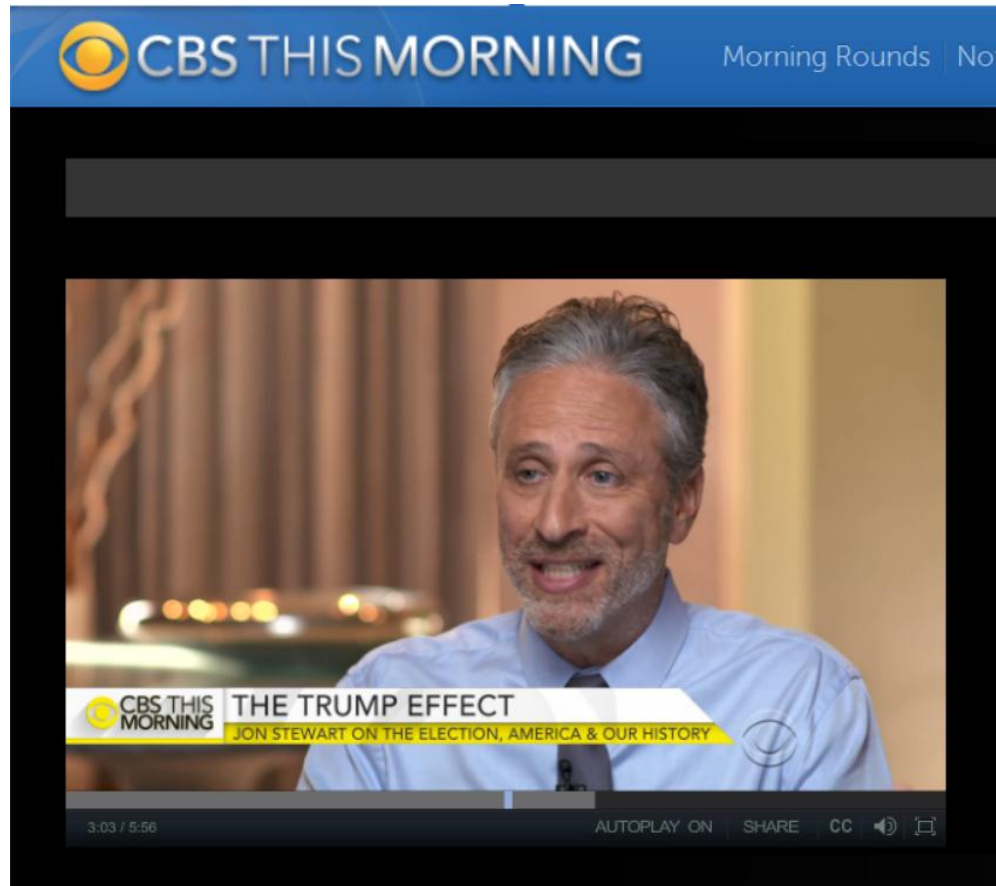 CBS THIS MORNING
Morning Rounds No
CBS THIS
MORNING
THE TRUMP EFFECT
JON STEWART ON THE ELECTION, AMERICA & OUR HISTORY
3:03 / 5:56
AUTOPLAY ON SHARE CC